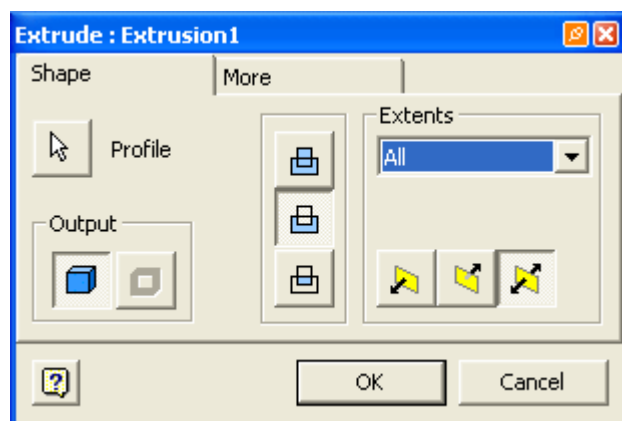 Extrude : Extrusion1
Shape
More
Profile
Extents
All
Output
OK
Cancel